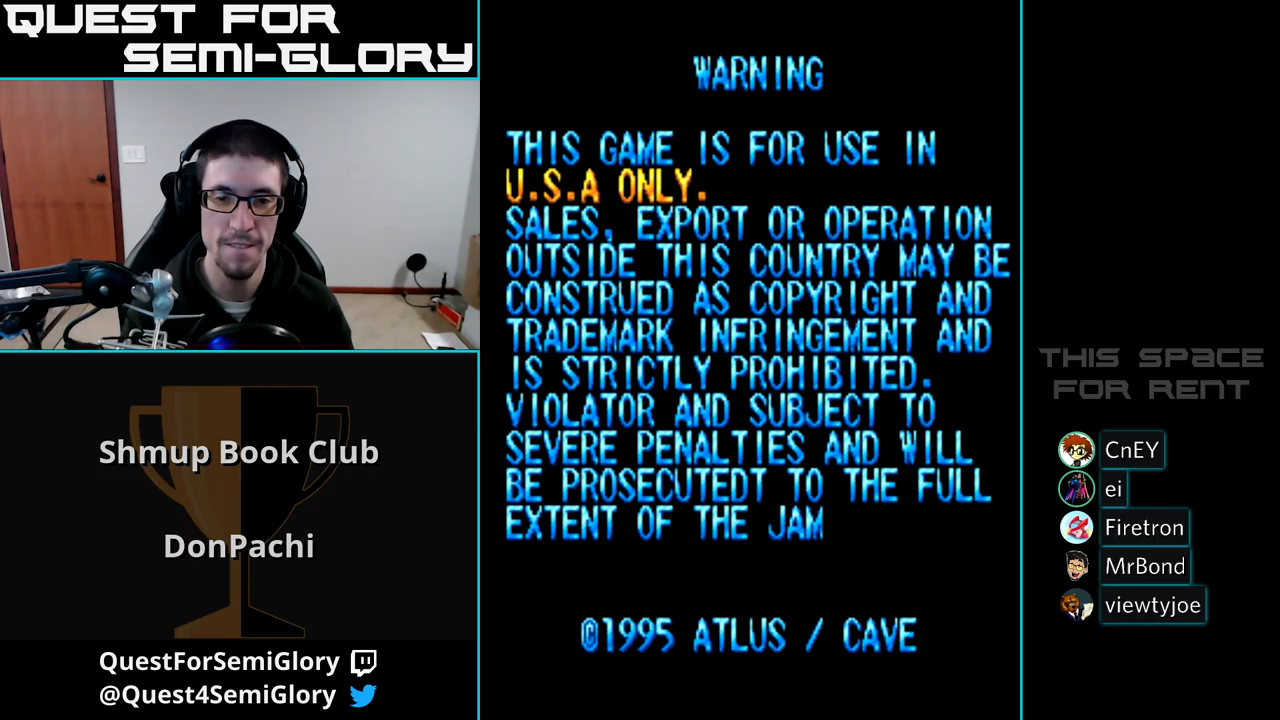 QUEST FOR
SEMI-GLORY
WARNING
THIS GAME IS FOR USE IN
U.S.A ONLY.
SALES, EXPORT OR OPERATION
OUTSIDE THIS COUNTRY MAY BE
CONSTRUED AS COPYRIGHT AND
TRADEMARK INFRINGEMENT AND
IS STRICTLY PROHIBITED.
VIOLATOR AND SUBJECT TO
SEVERE PENALTIES AND WILL
BE PROSECUTEDT TO THE FULL
EXTENT OF THE JAM
©1995 ATLUS / CAVE
Shmup Book Club
DonPachi
QuestForSemiGlory
@Quest4SemiGlory
THIS SPACE
FOR RENT
CnEY
ei
Firetron
MrBond
viewtyjoe